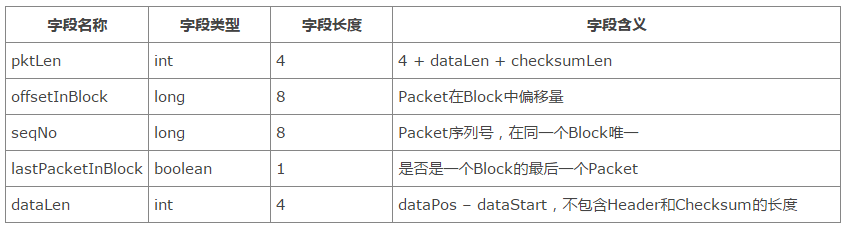 字段名称 字段类型 字段长度 字段含义
pktLen int 4 4 + dataLen + checksumLen
offsetInBlock long 8 Packet在Block中偏移量
seqNo long 8 Packet序列号，在同一个Block唯一
lastPacketInBlock boolean 1 是否是一个Block的最后一个Packet
dataLen int 4 dataPos – dataStart，不包含Header和Checksum的长度